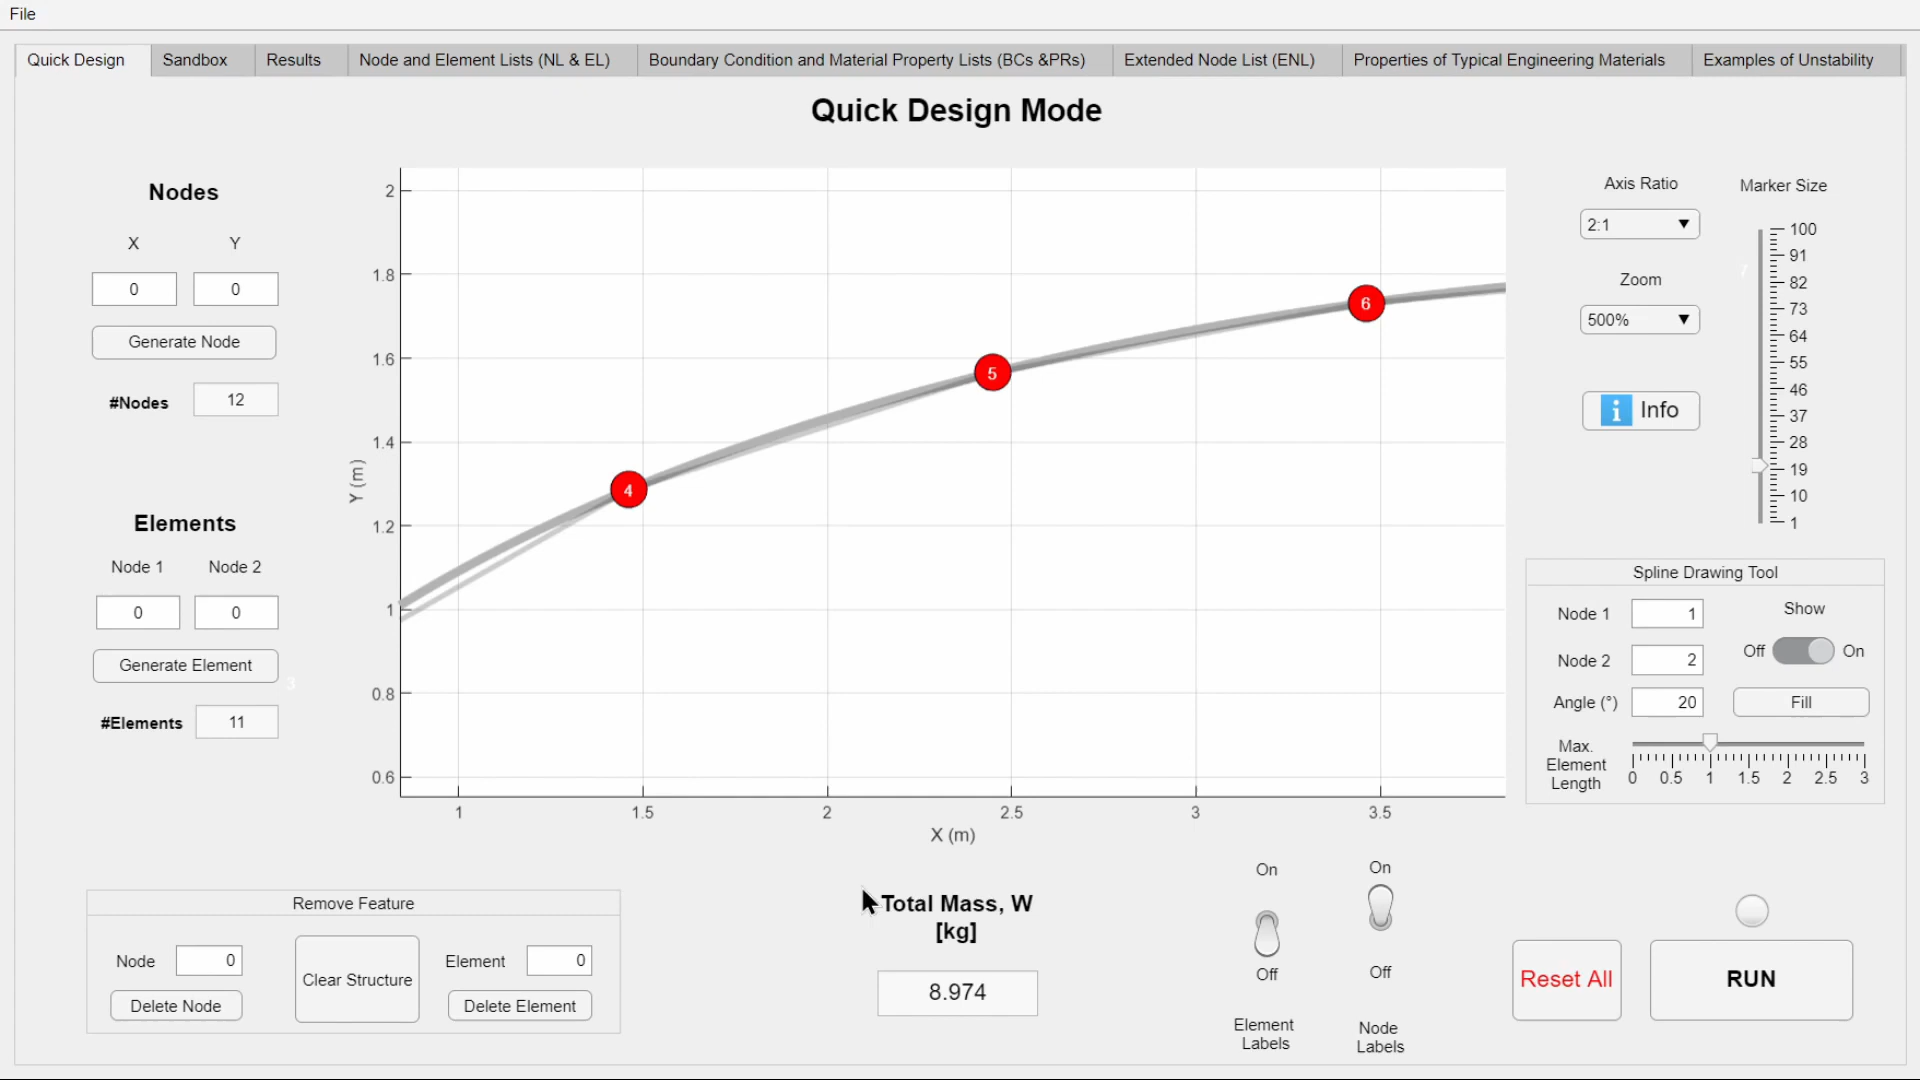 File
Quick Design
Sandbox
Results
Node and Element Lists (NL & EL)
Boundary Condition and Material Property Lists (BCs &PRs)
Extended Node List (ENL)
Properties of Typical Engineering Materials
Examples of Unstability
Quick Design Mode
Nodes
X
Y
0
0
Generate Node
#Nodes
12
Elements
Node 1
Node 2
0
0
Generate Element
3
#Elements
11
2
1.8
1.6
1.4
1.2
1
0.8
0.6
Y (m)
4
5
6
1
1.5
2
2.5
3
3.5
X (m)
Axis Ratio
2:1
Zoom
500%
i Info
Marker Size
7
100
91
82
73
64
55
46
37
28
19
10
1
Spline Drawing Tool
Node 1
1
Show
Node 2
2
Off
On
Angle (°)
20
Fill
Max.
Element
Length
0
0.5
1
1.5
2
2.5
3
Remove Feature
Node
0
Delete Node
Clear Structure
Element
0
Delete Element
Total Mass, W
[kg]
8.974
On
Off
Element
Labels
On
Off
Node
Labels
Reset All
RUN